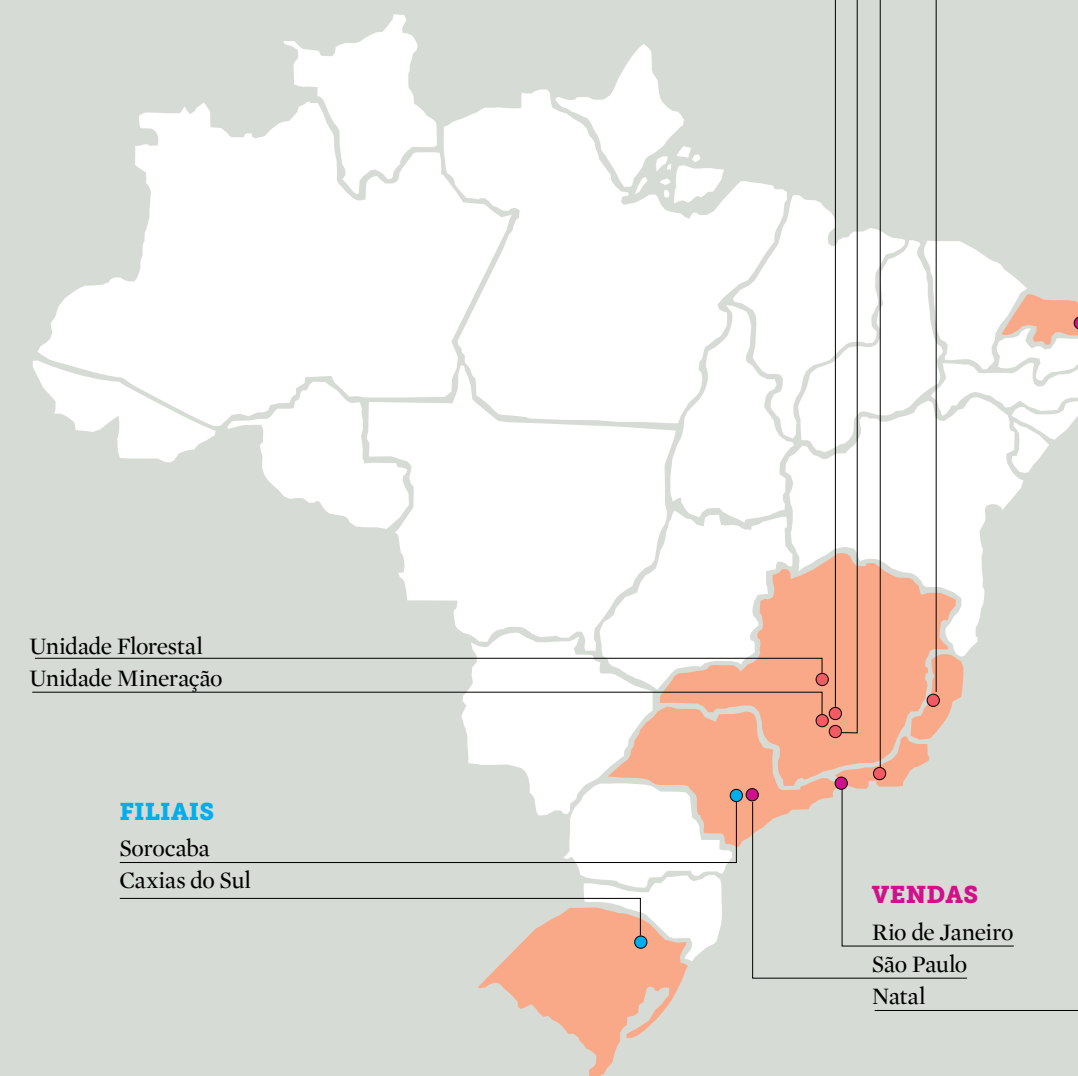 Unidade Florestal
Unidade Mineração
FILIAIS
Sorocaba
Caxias do Sul
VENDAS
Rio de Janeiro
São Paulo
Natal